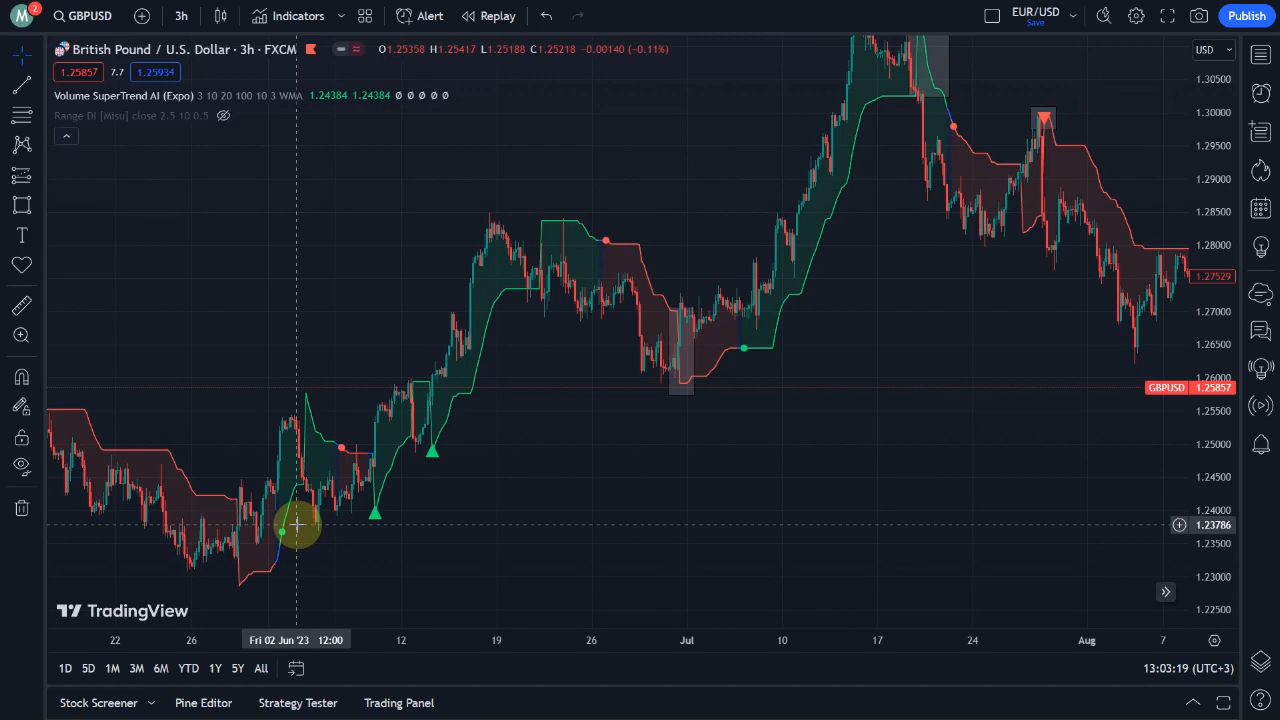 M 2 GBPUSD 3h Indicators Alert Replay EUR/USD Save Publish
British Pound / U.S. Dollar · 3h · FXCM O1.25358 H1.25417 L1.25188 C1.25218 −0.00140 (−0.11%) USD
1.25857 7.7 1.25934
Volume SuperTrend AI (Expo) 3 10 20 100 10 3 WMA 1.24384 1.24384 Ø Ø Ø Ø Ø
Range DI [Misu] close 2.5 10 0.5
1.30500
1.30000
1.29500
1.29000
1.28500
1.28000
1.27529
1.27000
1.26500
1.26000
GBPUSD 1.25857
1.25500
1.25000
1.24500
1.24000
1.23786
1.23500
1.23000
1.22500
TradingView
22 26 Fri 02 Jun '23 12:00 12 19 26 Jul 10 17 24 Aug 7
1D 5D 1M 3M 6M YTD 1Y 5Y All 13:03:19 (UTC+3)
Stock Screener Pine Editor Strategy Tester Trading Panel